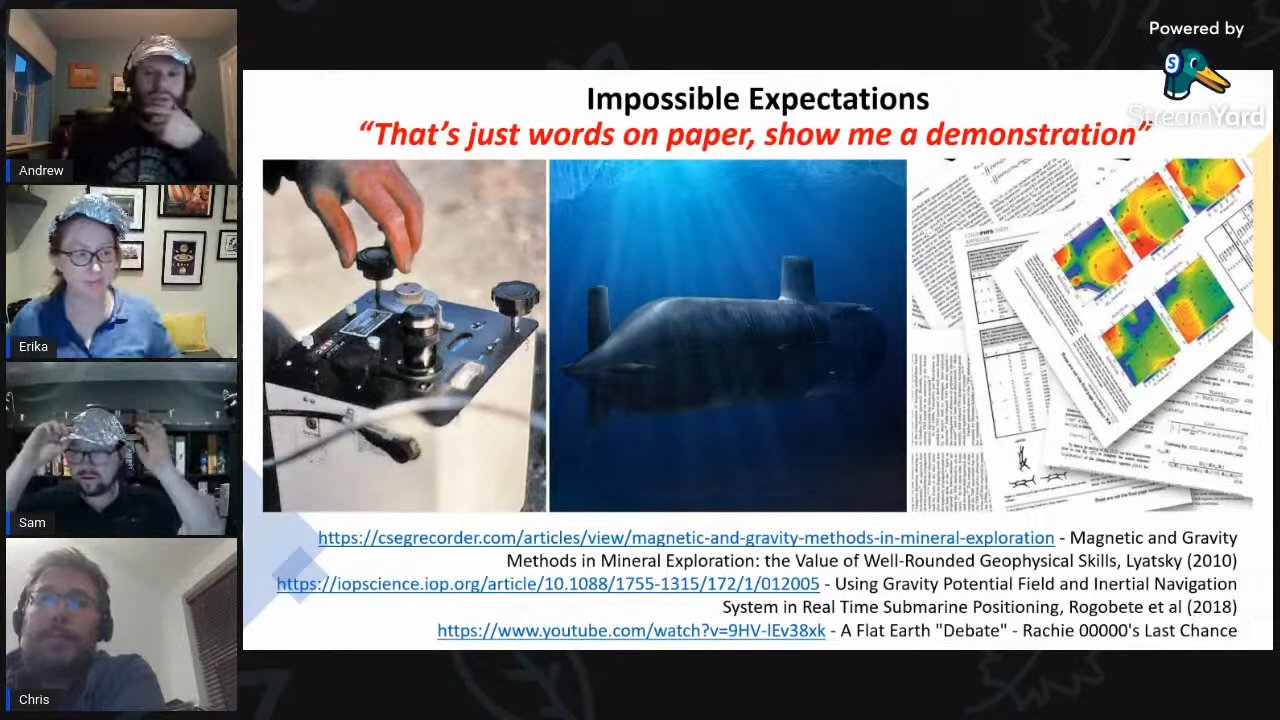 Powered by
StreamYard
Impossible Expectations
“That’s just words on paper, show me a demonstration”
Andrew
Erika
Sam
Chris
https://csegrecorder.com/articles/view/magnetic-and-gravity-methods-in-mineral-exploration - Magnetic and Gravity
Methods in Mineral Exploration: the Value of Well-Rounded Geophysical Skills, Lyatsky (2010)
https://iopscience.iop.org/article/10.1088/1755-1315/172/1/012005 - Using Gravity Potential Field and Inertial Navigation
System in Real Time Submarine Positioning, Rogobete et al (2018)
https://www.youtube.com/watch?v=9HV-lEv38xk - A Flat Earth "Debate" - Rachie 00000's Last Chance